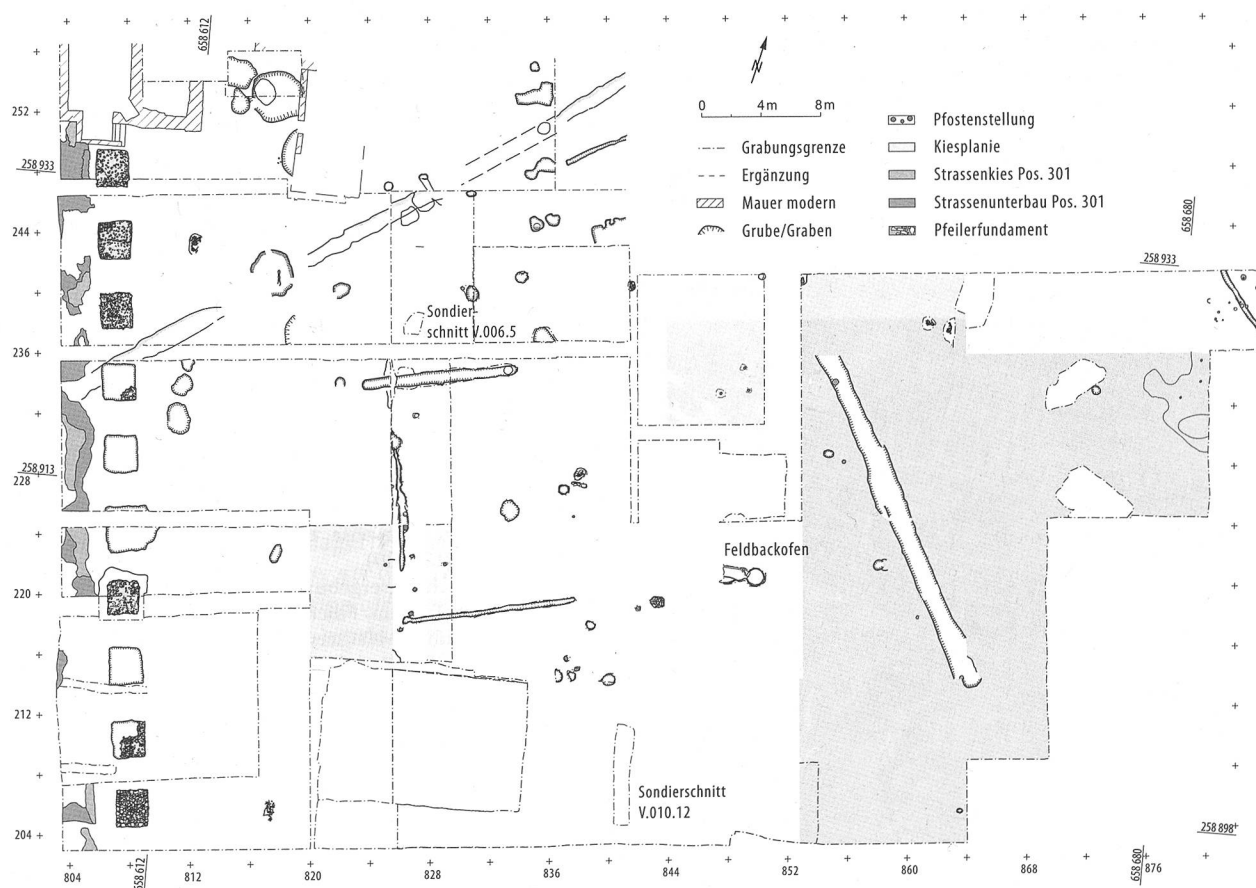 658 612
N
0 4m 8m
Grabungsgrenze
Ergänzung
Mauer modern
Grube/Graben
Pfostenstellung
Kiesplanie
Strassenkies Pos. 301
Strassenunterbau Pos. 301
Pfeilerfundament
252
258 933
244
658 680
258 933
Sondier-
schnitt V.006.5
236
258 913
228
Feldbackofen
220
212
Sondierschnitt
V.010.12
204
258 898
804 812 820 828 836 844 852 860 868 876
658 612
658 680